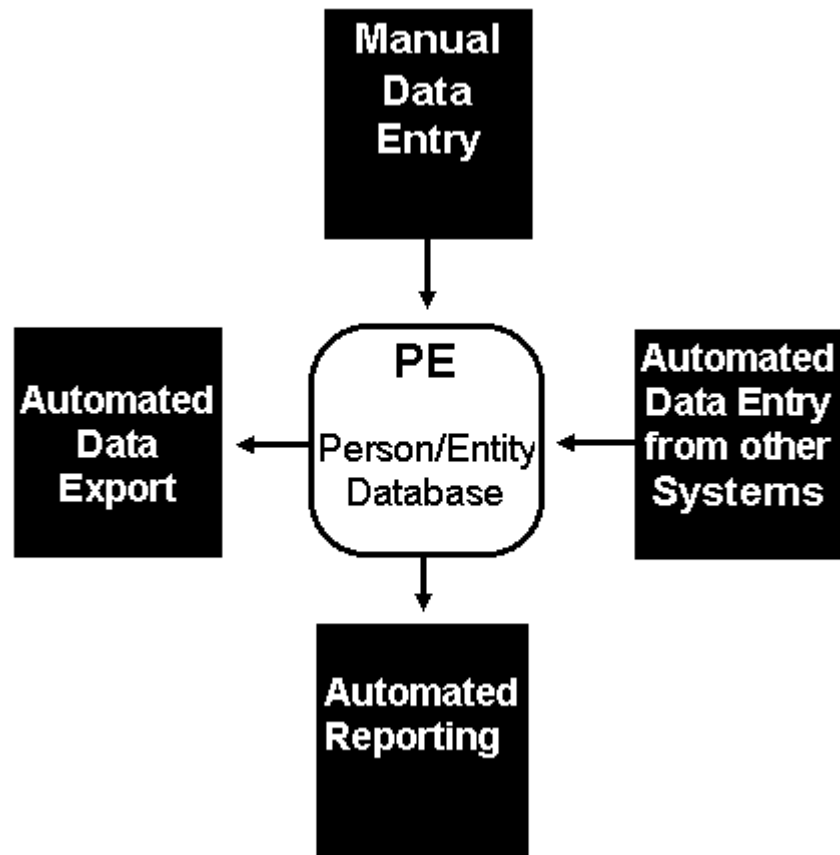 Manual
Data
Entry
PE
Person/Entity
Database
Automated
Data
Export
Automated
Data Entry
from other
Systems
Automated
Reporting